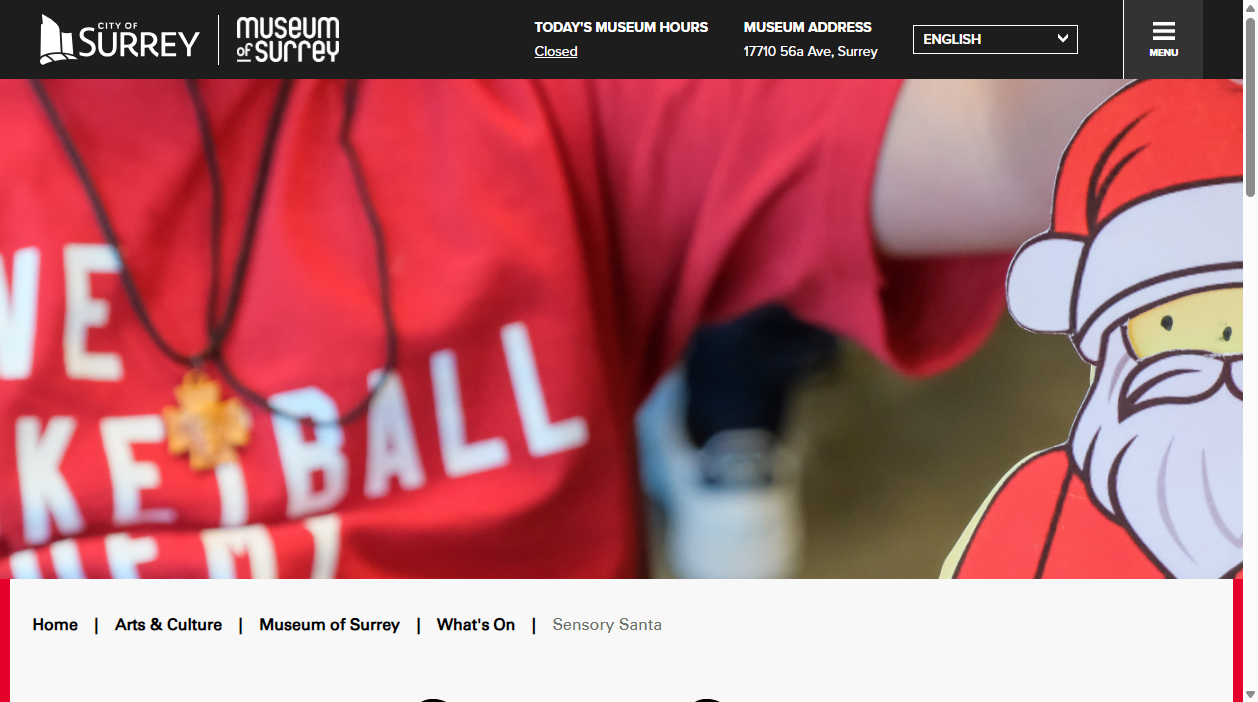 CITY OF
SURREY
museum
of surrey
TODAY'S MUSEUM HOURS
Closed
MUSEUM ADDRESS
17710 56a Ave, Surrey
ENGLISH
MENU
BALL
Home | Arts & Culture | Museum of Surrey | What's On | Sensory Santa